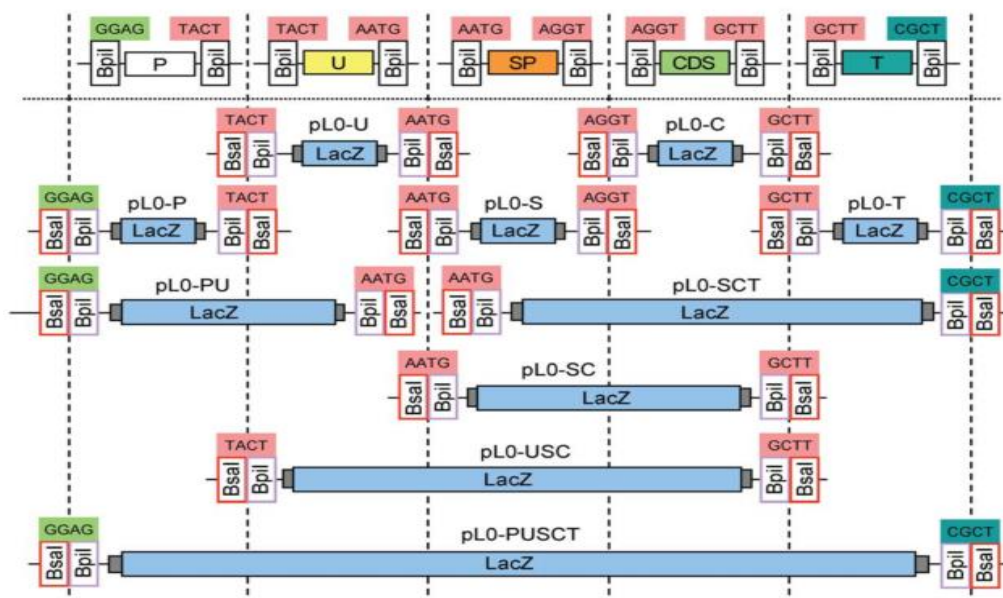 GGAG TACT TACT AATG AATG AGGT AGGT GCTT GCTT CGCT
BpiI P BpiI BpiI U BpiI BpiI SP BpiI BpiI CDS BpiI BpiI T BpiI
TACT pL0-U AATG AGGT pL0-C GCTT
BsaI BpiI LacZ BpiI BsaI BsaI BpiI LacZ BpiI BsaI
GGAG pL0-P TACT AATG pL0-S AGGT GCTT pL0-T CGCT
BsaI BpiI LacZ BpiI BsaI BsaI BpiI LacZ BpiI BsaI BsaI BpiI LacZ BpiI BsaI
GGAG pL0-PU AATG AATG pL0-SCT CGCT
BsaI BpiI LacZ BpiI BsaI BsaI BpiI LacZ BpiI BsaI
AATG pL0-SC GCTT
BsaI BpiI LacZ BpiI BsaI
TACT pL0-USC GCTT
BsaI BpiI LacZ BpiI BsaI
GGAG pL0-PUSCT CGCT
BsaI BpiI LacZ BpiI BsaI